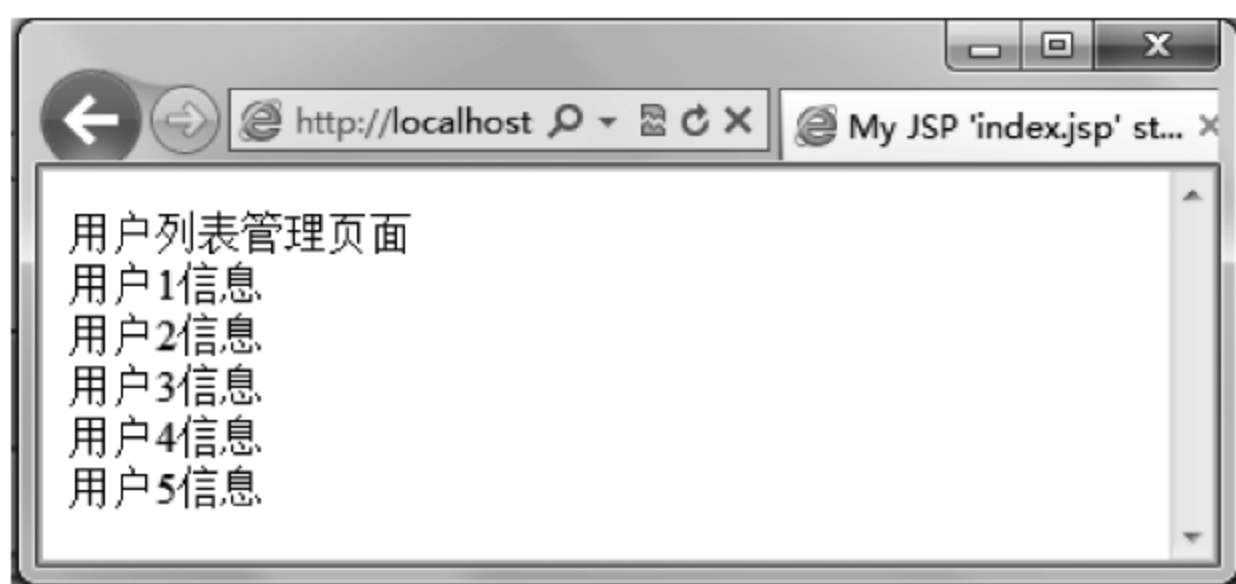 http://localhost
My JSP 'index.jsp' st...
用户列表管理页面
用户1信息
用户2信息
用户3信息
用户4信息
用户5信息